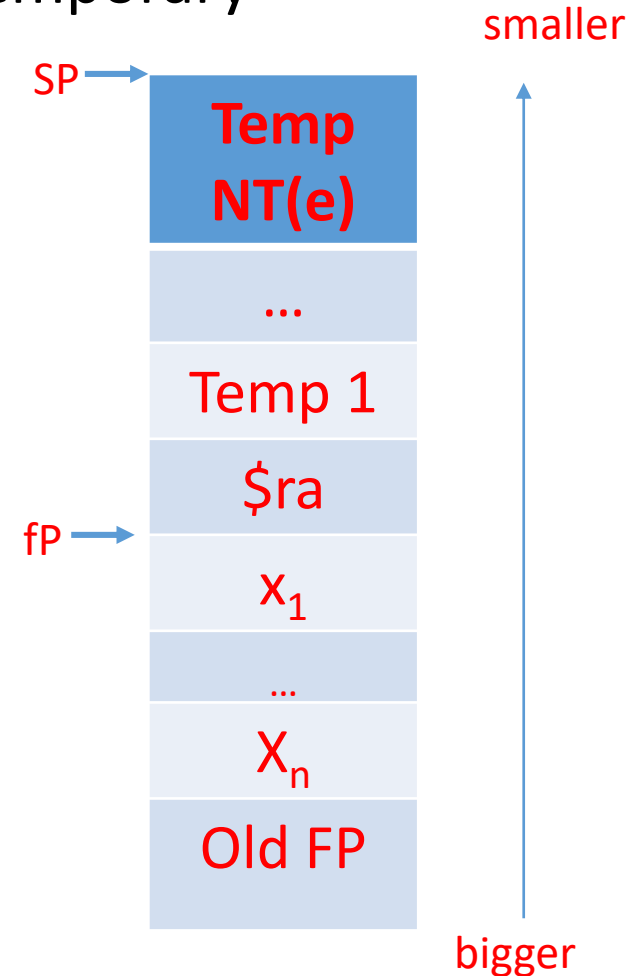 smaller
SP
Temp
NT(e)
...
Temp 1
$ra
fP
x₁
...
Xₙ
Old FP
bigger